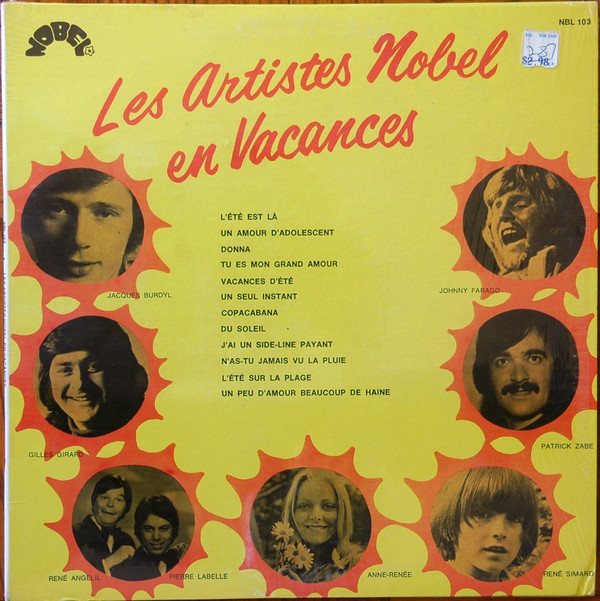 NOBEL
NBL 103
$2.98
Les Artistes Nobel
en Vacances
L'ÉTÉ EST LÀ
UN AMOUR D'ADOLESCENT
DONNA
TU ES MON GRAND AMOUR
VACANCES D'ÉTÉ
UN SEUL INSTANT
COPACABANA
DU SOLEIL
J'AI UN SIDE-LINE PAYANT
N'AS-TU JAMAIS VU LA PLUIE
L'ÉTÉ SUR LA PLAGE
UN PEU D'AMOUR BEAUCOUP DE HAINE
JACQUES BURDYL
JOHNNY FARAGO
GILLES GIRARD
PATRICK ZABE
RENÉ ANGELIL
PIERRE LABELLE
ANNE-RENÉE
RENÉ SIMARD